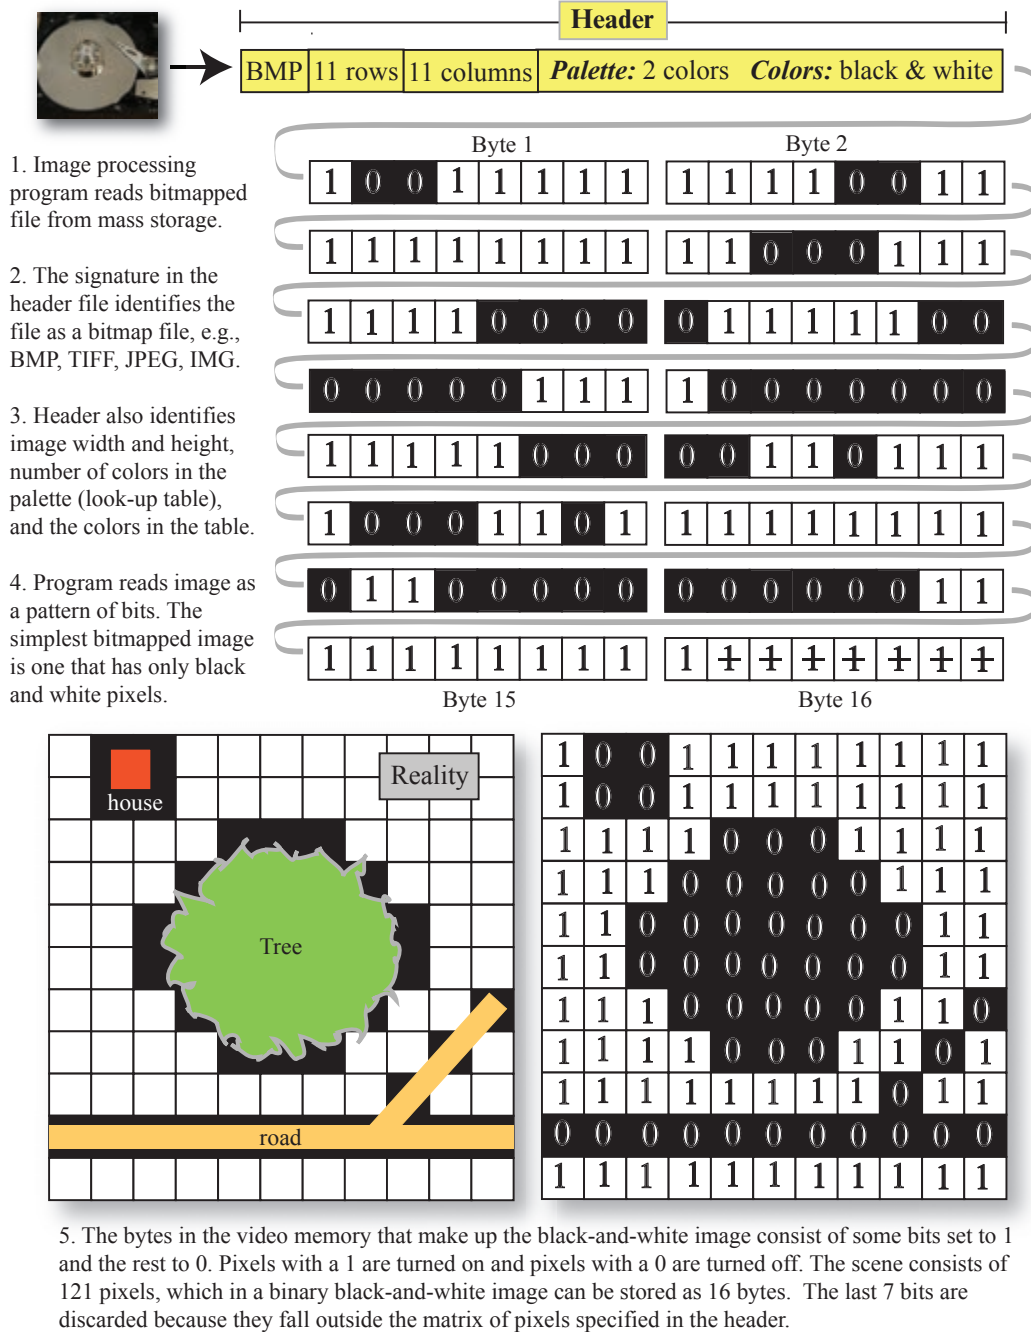 Header
BMP 11 rows 11 columns Palette: 2 colors Colors: black & white
1. Image processing
program reads bitmapped
file from mass storage.
2. The signature in the
header file identifies the
file as a bitmap file, e.g.,
BMP, TIFF, JPEG, IMG.
3. Header also identifies
image width and height,
number of colors in the
palette (look-up table),
and the colors in the table.
4. Program reads image as
a pattern of bits. The
simplest bitmapped image
is one that has only black
and white pixels.
Byte 1 Byte 2
1 0 0 1 1 1 1 1 1 1 1 1 0 0 1 1
1 1 1 1 1 1 1 1 1 1 0 0 0 1 1 1
1 1 1 1 0 0 0 0 0 1 1 1 1 1 0 0
0 0 0 0 0 1 1 1 1 0 0 0 0 0 0 0
1 1 1 1 1 0 0 0 0 0 1 1 0 1 1 1
1 0 0 0 1 1 0 1 1 1 1 1 1 1 1 1
0 1 1 0 0 0 0 0 0 0 0 0 0 0 1 1
1 1 1 1 1 1 1 1 1 1 1 1 1 1 1 1
Byte 15 Byte 16
house
Reality
Tree
road
1 0 0 1 1 1 1 1 1 1 1
1 0 0 1 1 1 1 1 1 1 1
1 1 1 1 0 0 0 1 1 1 1
1 1 1 0 0 0 0 0 1 1 1
1 1 0 0 0 0 0 0 0 1 1
1 1 0 0 0 0 0 0 0 1 1
1 1 1 0 0 0 0 0 1 1 0
1 1 1 1 0 0 0 1 1 0 1
1 1 1 1 1 1 1 1 0 1 1
0 0 0 0 0 0 0 0 0 0 0
1 1 1 1 1 1 1 1 1 1 1
5. The bytes in the video memory that make up the black-and-white image consist of some bits set to 1
and the rest to 0. Pixels with a 1 are turned on and pixels with a 0 are turned off. The scene consists of
121 pixels, which in a binary black-and-white image can be stored as 16 bytes. The last 7 bits are
discarded because they fall outside the matrix of pixels specified in the header.